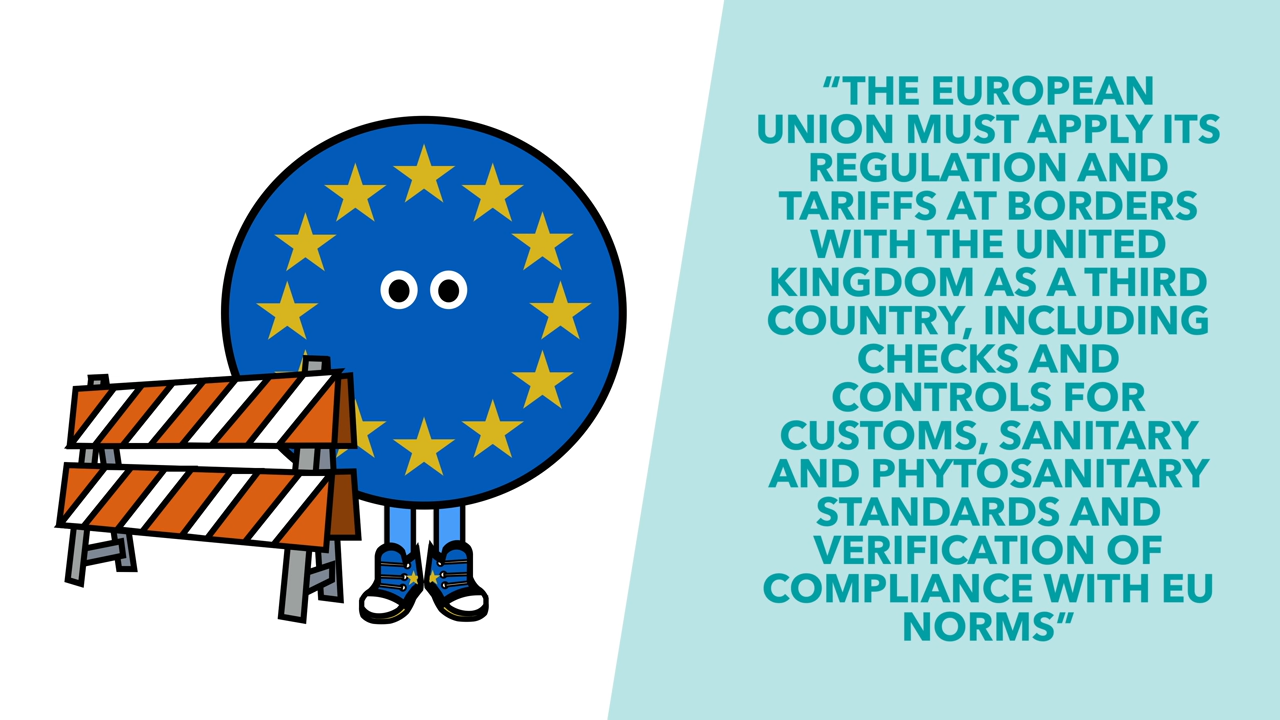 “THE EUROPEAN
UNION MUST APPLY ITS
REGULATION AND
TARIFFS AT BORDERS
WITH THE UNITED
KINGDOM AS A THIRD
COUNTRY, INCLUDING
CHECKS AND
CONTROLS FOR
CUSTOMS, SANITARY
AND PHYTOSANITARY
STANDARDS AND
VERIFICATION OF
COMPLIANCE WITH EU
NORMS”